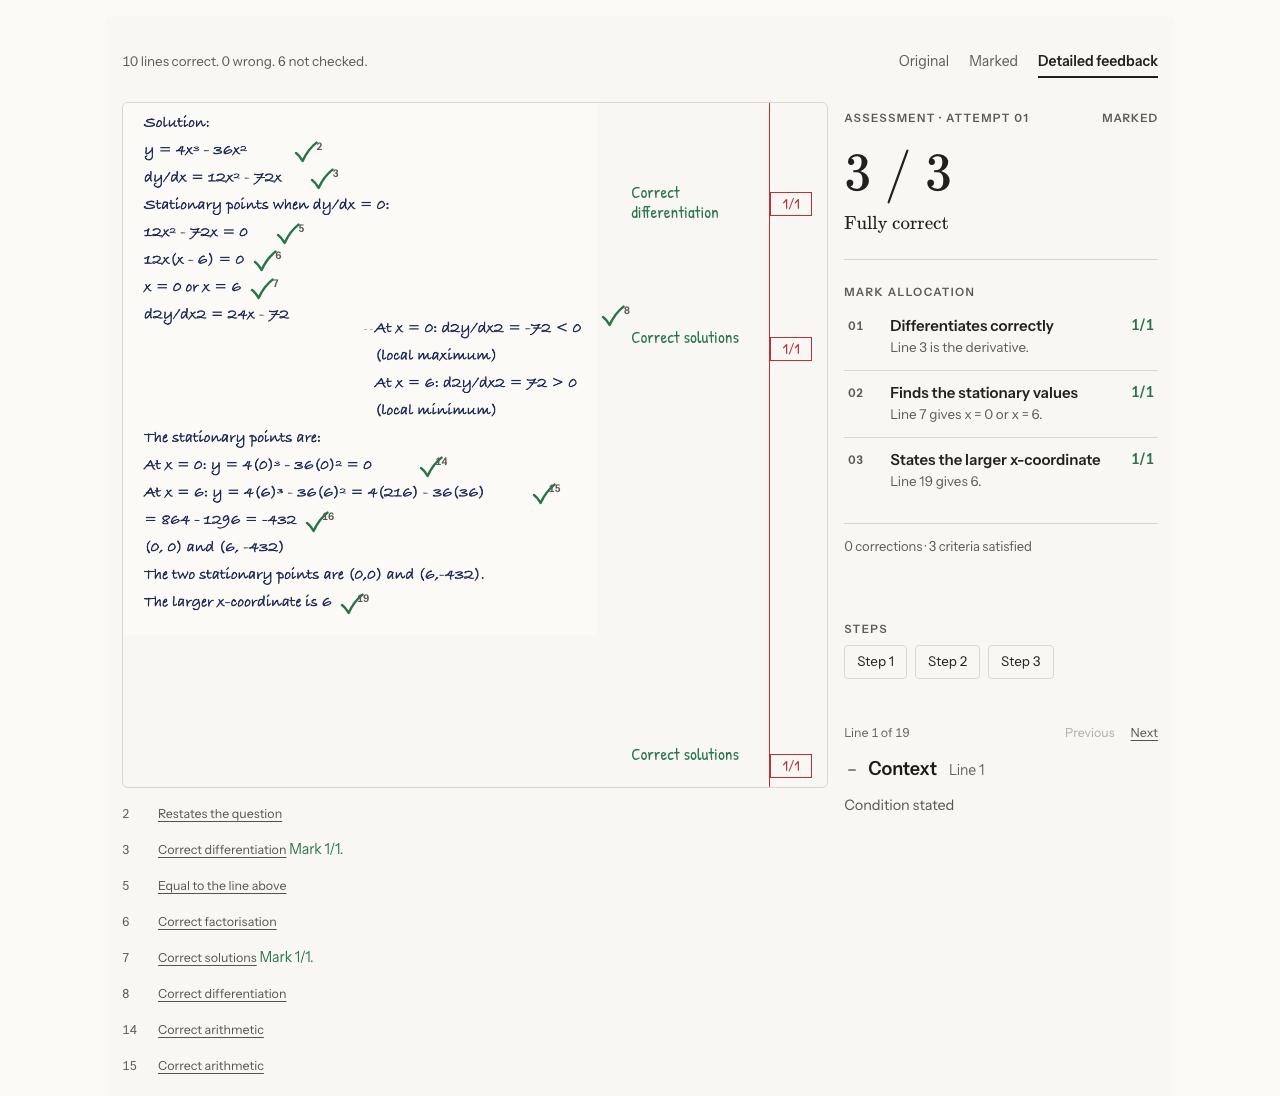 10 lines correct. 0 wrong. 6 not checked.
Original Marked Detailed feedback
Solution:
y = 4x³ - 36x² 2
dy/dx = 12x² - 72x 3
Stationary points when dy/dx = 0:
12x² - 72x = 0 5
12x(x - 6) = 0 6
x = 0 or x = 6 7
d2y/dx2 = 24x - 72 8
--At x = 0: d2y/dx2 = -72 < 0
(local maximum)
At x = 6: d2y/dx2 = 72 > 0
(local minimum)
The stationary points are:
At x = 0: y = 4(0)³ - 36(0)² = 0 14
At x = 6: y = 4(6)³ - 36(6)² = 4(216) - 36(36) 15
= 864 - 1296 = -432 16
(0, 0) and (6, -432)
The two stationary points are (0,0) and (6,-432).
The larger x-coordinate is 6 19
Correct
differentiation
1/1
Correct solutions
1/1
Correct solutions
1/1
ASSESSMENT · ATTEMPT 01 MARKED
3 / 3
Fully correct
MARK ALLOCATION
01 Differentiates correctly 1/1
Line 3 is the derivative.
02 Finds the stationary values 1/1
Line 7 gives x = 0 or x = 6.
03 States the larger x-coordinate 1/1
Line 19 gives 6.
0 corrections · 3 criteria satisfied
STEPS
Step 1 Step 2 Step 3
Line 1 of 19 Previous Next
– Context Line 1
Condition stated
2 Restates the question
3 Correct differentiation Mark 1/1.
5 Equal to the line above
6 Correct factorisation
7 Correct solutions Mark 1/1.
8 Correct differentiation
14 Correct arithmetic
15 Correct arithmetic